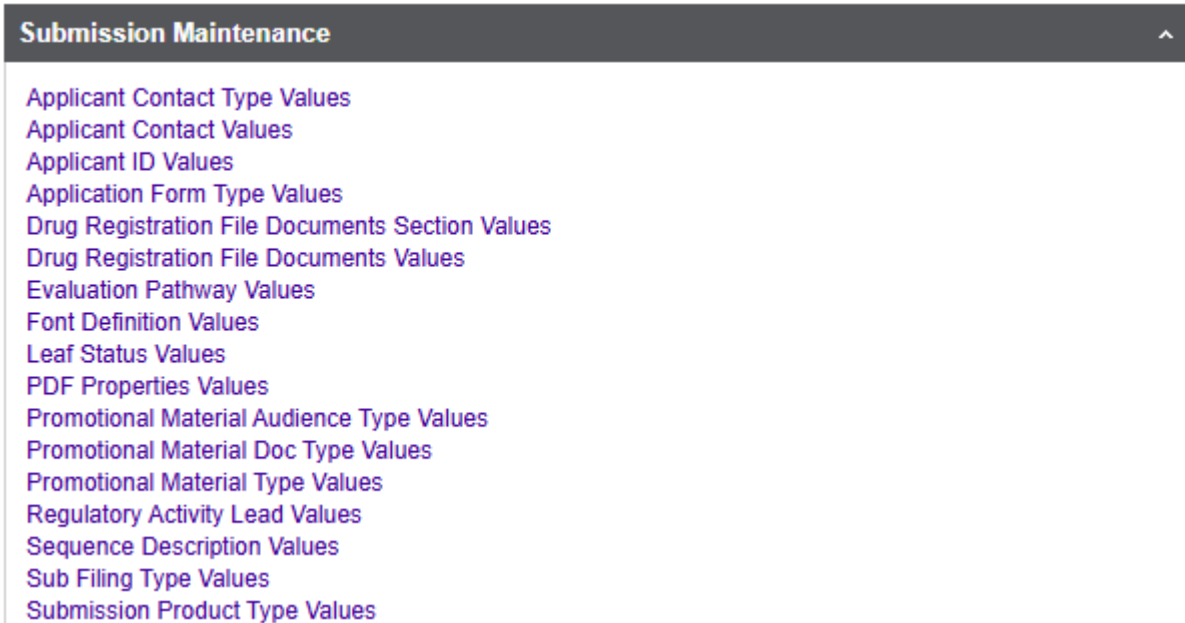 Submission Maintenance
Applicant Contact Type Values
Applicant Contact Values
Applicant ID Values
Application Form Type Values
Drug Registration File Documents Section Values
Drug Registration File Documents Values
Evaluation Pathway Values
Font Definition Values
Leaf Status Values
PDF Properties Values
Promotional Material Audience Type Values
Promotional Material Doc Type Values
Promotional Material Type Values
Regulatory Activity Lead Values
Sequence Description Values
Sub Filing Type Values
Submission Product Type Values